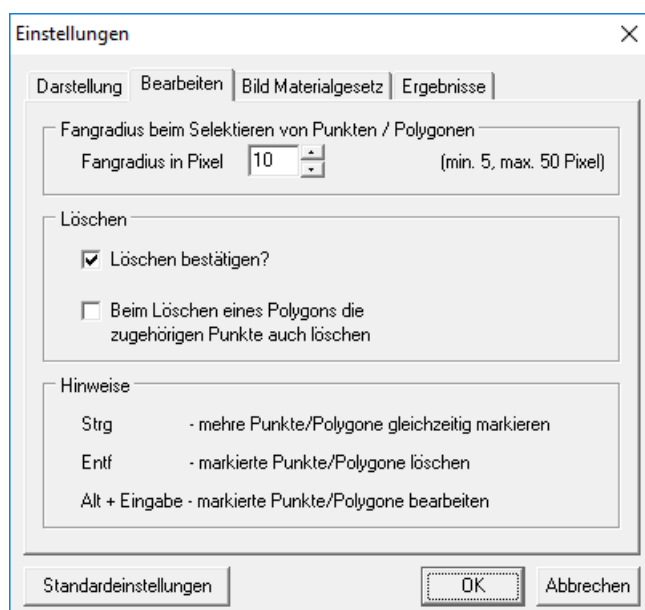 Einstellungen
Darstellung Bearbeiten Bild Materialgesetz Ergebnisse
Fangradius beim Selektieren von Punkten / Polygonen
Fangradius in Pixel 10 (min. 5, max. 50 Pixel)
Löschen
Löschen bestätigen?
Beim Löschen eines Polygons die
zugehörigen Punkte auch löschen
Hinweise
Strg - mehre Punkte/Polygone gleichzeitig markieren
Entf - markierte Punkte/Polygone löschen
Alt + Eingabe - markierte Punkte/Polygone bearbeiten
Standardeinstellungen OK Abbrechen